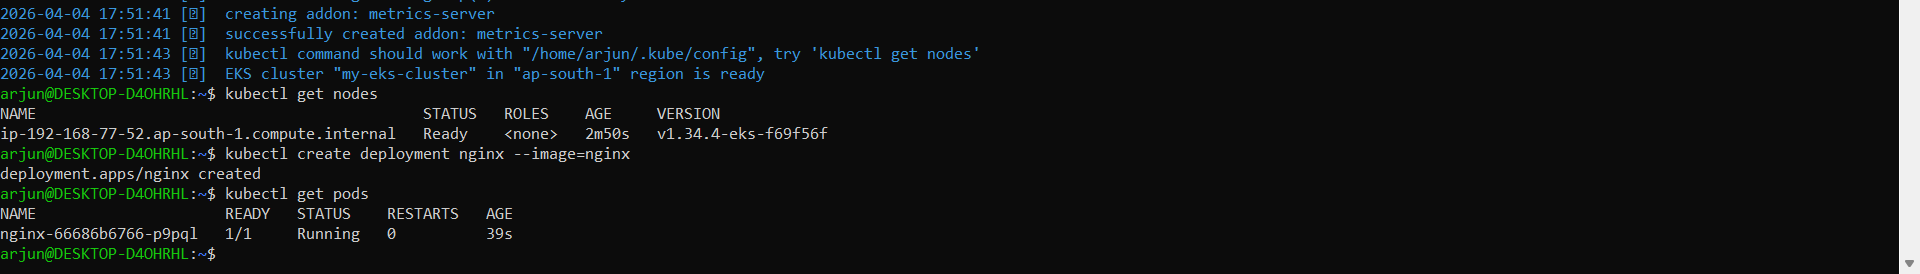 2026-04-04 17:51:41 [ ]  creating addon: metrics-server
2026-04-04 17:51:41 [ ]  successfully created addon: metrics-server
2026-04-04 17:51:43 [ ]  kubectl command should work with "/home/arjun/.kube/config", try 'kubectl get nodes'
2026-04-04 17:51:43 [ ]  EKS cluster "my-eks-cluster" in "ap-south-1" region is ready
arjun@DESKTOP-D4OHRHL:~$ kubectl get nodes
NAME                                           STATUS   ROLES    AGE     VERSION
ip-192-168-77-52.ap-south-1.compute.internal   Ready    <none>   2m50s   v1.34.4-eks-f69f56f
arjun@DESKTOP-D4OHRHL:~$ kubectl create deployment nginx --image=nginx
deployment.apps/nginx created
arjun@DESKTOP-D4OHRHL:~$ kubectl get pods
NAME                     READY   STATUS    RESTARTS   AGE
nginx-66686b6766-p9pql   1/1     Running   0          39s
arjun@DESKTOP-D4OHRHL:~$